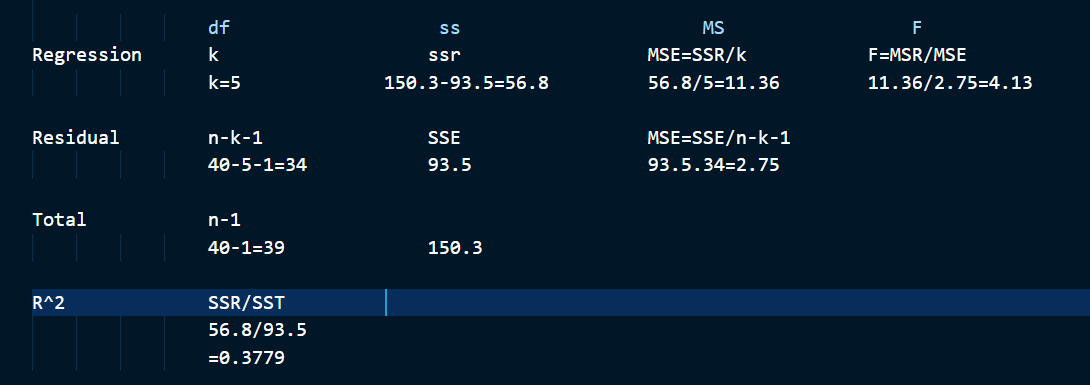 df ss MS F
Regression k ssr MSE=SSR/k F=MSR/MSE
k=5 150.3-93.5=56.8 56.8/5=11.36 11.36/2.75=4.13
Residual n-k-1 SSE MSE=SSE/n-k-1
40-5-1=34 93.5 93.5.34=2.75
Total n-1
40-1=39 150.3
R^2 SSR/SST
56.8/93.5
=0.3779